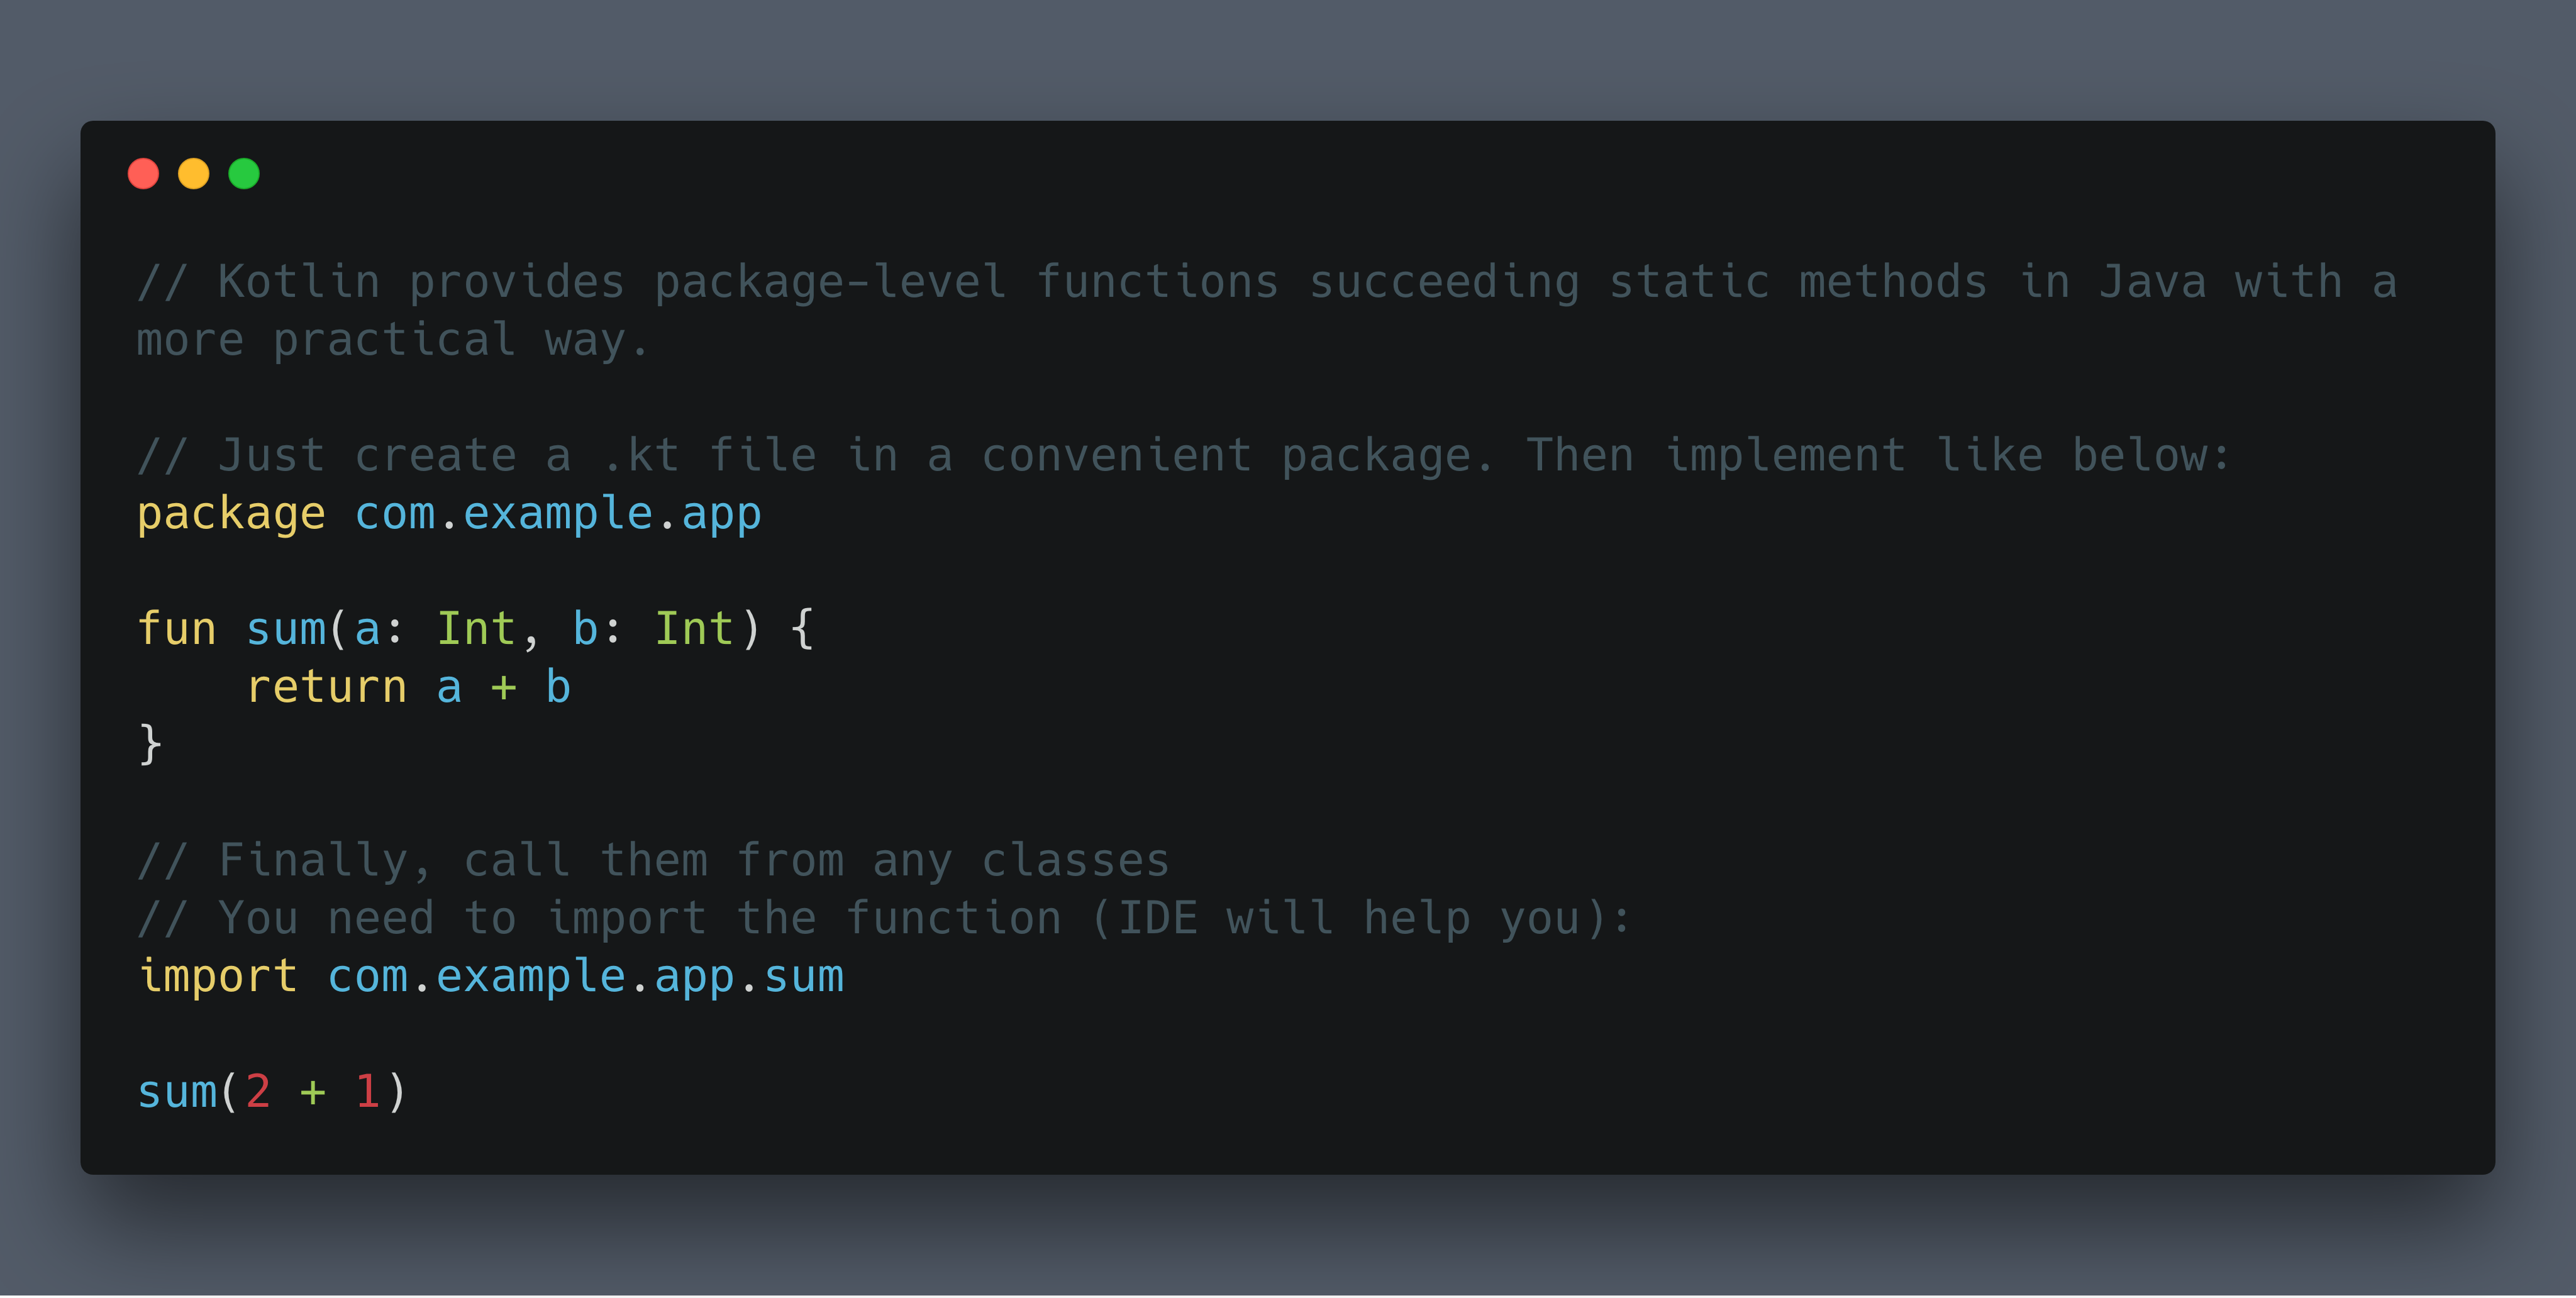 // Kotlin provides package-level functions succeeding static methods in Java with a
more practical way.
// Just create a .kt file in a convenient package. Then implement like below:
package com.example.app
fun sum(a: Int, b: Int) {
    return a + b
}
// Finally, call them from any classes
// You need to import the function (IDE will help you):
import com.example.app.sum
sum(2 + 1)